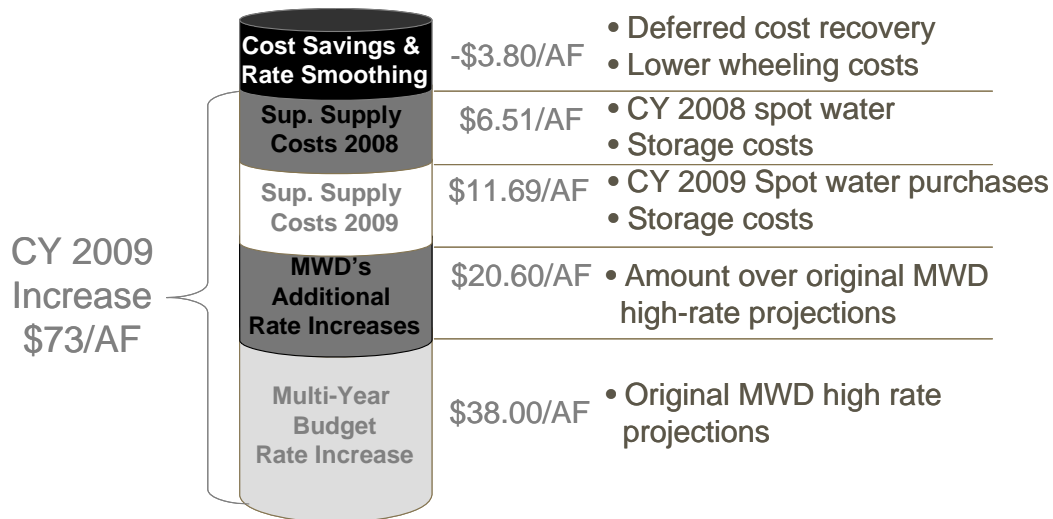 Cost Savings &
Rate Smoothing
-$3.80/AF
• Deferred cost recovery
• Lower wheeling costs
Sup. Supply
Costs 2008
$6.51/AF
• CY 2008 spot water
• Storage costs
Sup. Supply
Costs 2009
$11.69/AF
• CY 2009 Spot water purchases
• Storage costs
CY 2009
Increase
$73/AF
MWD's
Additional
Rate Increases
$20.60/AF
• Amount over original MWD
high-rate projections
Multi-Year
Budget
Rate Increase
$38.00/AF
• Original MWD high rate
projections